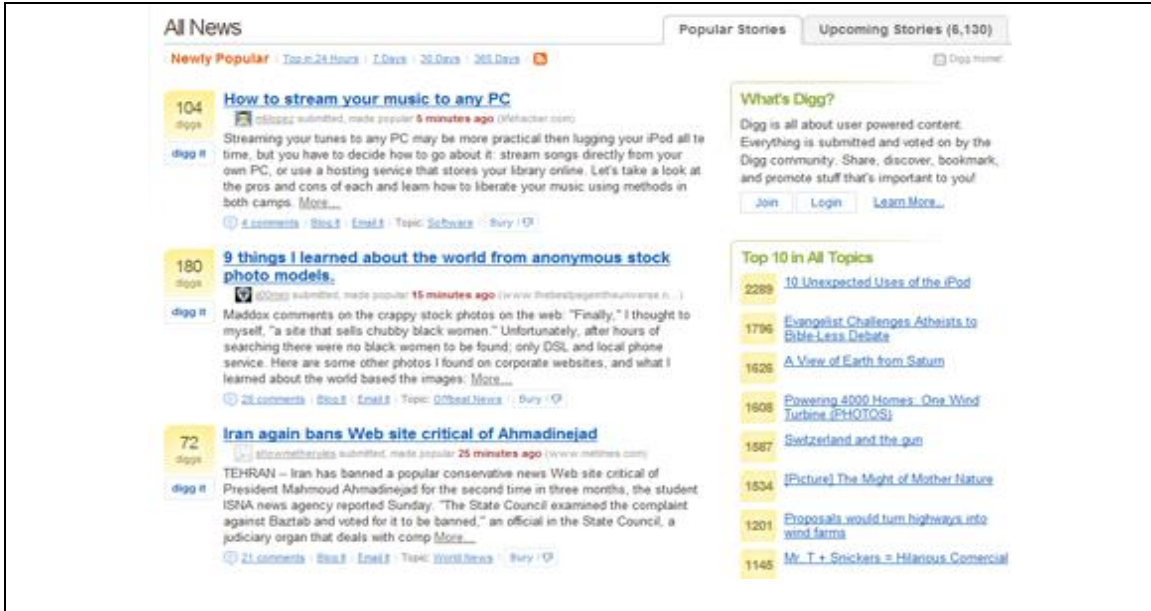 All News
Popular Stories
Upcoming Stories (6,130)
Newly Popular
Top in 24 Hours
7 Days
30 Days
365 Days
Digg
104
diggs
digg it
How to stream your music to any PC
submitted, made popular 5 minutes ago (lifehacker.com)
Streaming your tunes to any PC may be more practical then lugging your iPod all te
time, but you have to decide how to go about it: stream songs directly from your
own PC, or use a hosting service that stores your library online. Let's take a look at
the pros and cons of each and learn how to liberate your music using methods in
both camps. More...
4 comments Blog It Email It Topic: Software Bury
180
diggs
digg it
9 things I learned about the world from anonymous stock
photo models.
submitted, made popular 15 minutes ago (www.thebestpageintheuniverse.n...)
Maddox comments on the crappy stock photos on the web: "Finally," I thought to
myself, "a site that sells chubby black women." Unfortunately, after hours of
searching there were no black women to be found; only DSL and local phone
service. Here are some other photos I found on corporate websites, and what I
learned about the world based the images: More...
28 comments Blog It Email It Topic: Offbeat News Bury
72
diggs
digg it
Iran again bans Web site critical of Ahmadinejad
submitted, made popular 25 minutes ago (www.metimes.com)
TEHRAN -- Iran has banned a popular conservative news Web site critical of
President Mahmoud Ahmadinejad for the second time in three months, the student
ISNA news agency reported Sunday. "The State Council examined the complaint
against Baztab and voted for it to be banned," an official in the State Council, a
judiciary organ that deals with comp More...
21 comments Blog It Email It Topic: World News Bury
What's Digg?
Digg is all about user powered content.
Everything is submitted and voted on by the
Digg community. Share, discover, bookmark,
and promote stuff that's important to you!
Join
Login
Learn More...
Top 10 in All Topics
2289 10 Unexpected Uses of the iPod
1796 Evangelist Challenges Atheists to
Bible-Less Debate
1626 A View of Earth from Saturn
1608 Powering 4000 Homes: One Wind
Turbine (PHOTOS)
1587 Switzerland and the gun
1534 [Picture] The Might of Mother Nature
1201 Proposals would turn highways into
wind farms
1145 Mr. T + Snickers = Hilarious Comercial